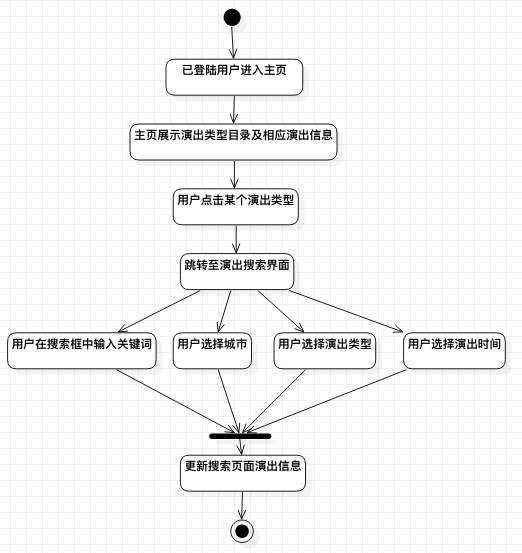 已登陆用户进入主页
主页展示演出类型目录及相应演出信息
用户点击某个演出类型
跳转至演出搜索界面
用户在搜索框中输入关键词
用户选择城市
用户选择演出类型
用户选择演出时间
更新搜索页面演出信息